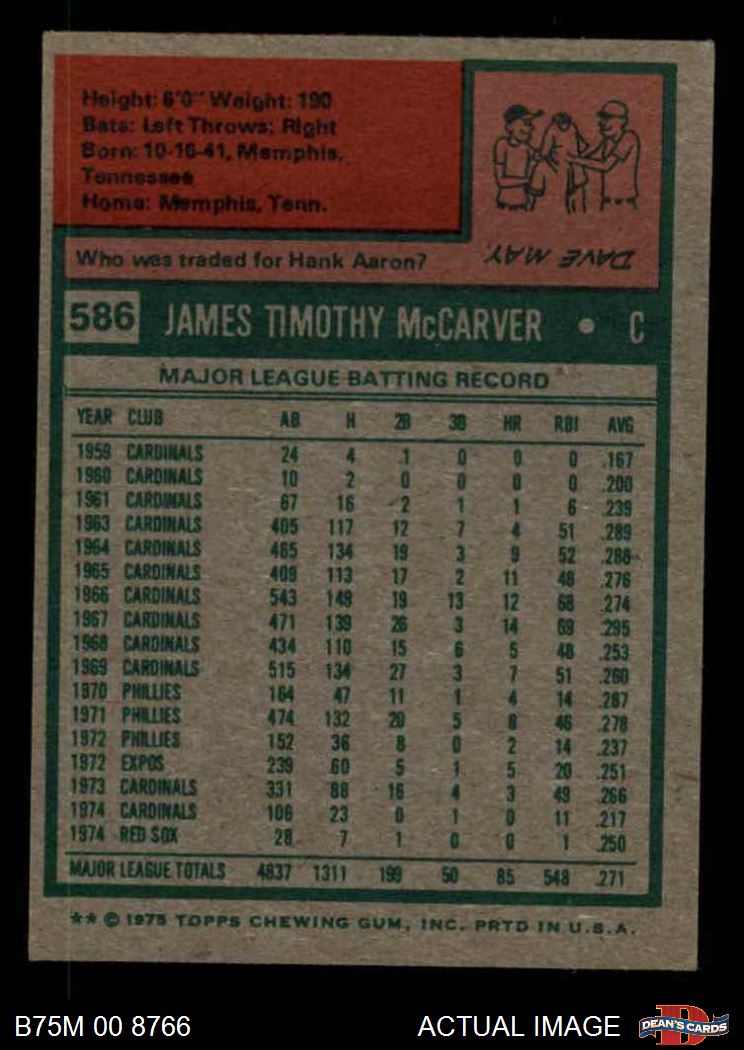 Height: 6'0" Weight: 190
Bats: Left Throws: Right
Born: 10-16-41, Memphis,
Tennessee
Home: Memphis, Tenn.
DAVE MAY.
Who was traded for Hank Aaron?
586 JAMES TIMOTHY McCARVER • C
MAJOR LEAGUE BATTING RECORD
YEAR CLUB AB H 2B 3B HR RBI AVG
1959 CARDINALS 24 4 1 0 0 0 .167
1960 CARDINALS 10 2 0 0 0 0 .200
1961 CARDINALS 67 16 2 1 1 6 .239
1963 CARDINALS 405 117 12 7 4 51 .289
1964 CARDINALS 465 134 19 3 9 52 .288
1965 CARDINALS 409 113 17 2 11 48 .276
1966 CARDINALS 543 149 19 13 12 68 .274
1967 CARDINALS 471 139 26 3 14 69 .295
1968 CARDINALS 434 110 15 6 5 48 .253
1969 CARDINALS 515 134 27 3 7 51 .260
1970 PHILLIES 164 47 11 1 4 14 .287
1971 PHILLIES 474 132 20 5 8 46 .278
1972 PHILLIES 152 36 8 0 2 14 .237
1972 EXPOS 239 60 5 1 5 20 .251
1973 CARDINALS 331 88 16 4 3 49 .266
1974 CARDINALS 106 23 0 1 0 11 .217
1974 RED SOX 28 7 1 0 0 1 .250
MAJOR LEAGUE TOTALS 4837 1311 199 50 85 548 .271
** © 1975 TOPPS CHEWING GUM, INC. PRTD IN U.S.A.
B75M 00 8766 ACTUAL IMAGE DEAN'S CARDS